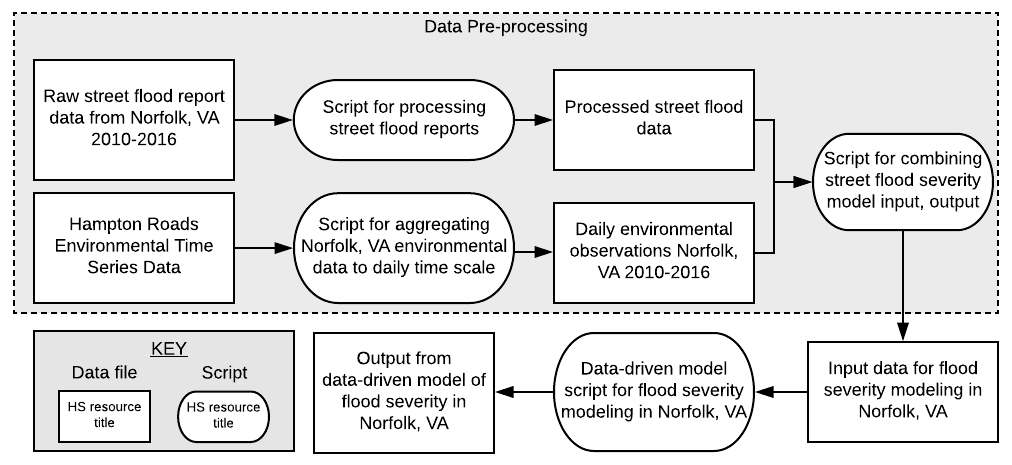 Data Pre-processing
Raw street flood report
data from Norfolk, VA
2010-2016
Script for processing
street flood reports
Processed street flood
data
Script for combining
street flood severity
model input, output
Hampton Roads
Environmental Time
Series Data
Script for aggregating
Norfolk, VA environmental
data to daily time scale
Daily environmental
observations Norfolk,
VA 2010-2016
KEY
Data file
Script
HS resource
title
HS resource
title
Output from
data-driven model of
flood severity in
Norfolk, VA
Data-driven model
script for flood severity
modeling in Norfolk, VA
Input data for flood
severity modeling in
Norfolk, VA